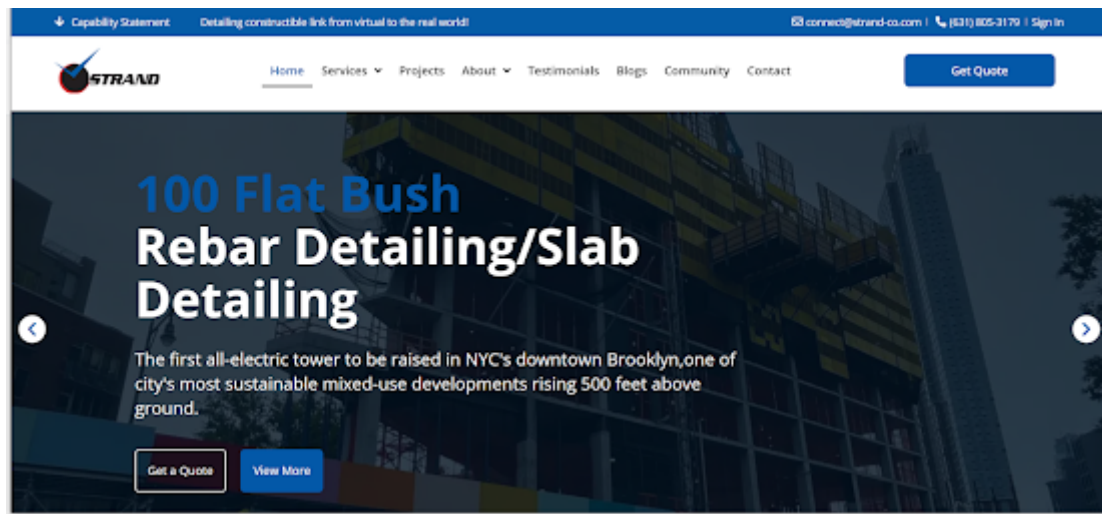 Capability Statement
Detailing constructible link from virtual to the real world!
connect@strand-co.com | (631) 805-3179 | Sign In
STRAND
Home Services Projects About Testimonials Blogs Community Contact
Get Quote
100 Flat Bush
Rebar Detailing/Slab
Detailing
The first all-electric tower to be raised in NYC's downtown Brooklyn,one of
city's most sustainable mixed-use developments rising 500 feet above
ground.
Get a Quote
View More